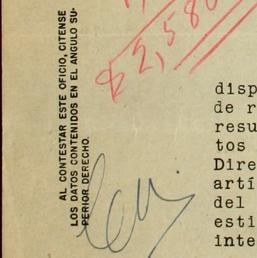 AL CONTESTAR ESTE OFICIO, CITENSE
LOS DATOS CONTENIDOS EN EL ANGULO SU-
PERIOR DERECHO.
$2,580
disp
de r
resu
tos
Dire
artí
del
esti
inte